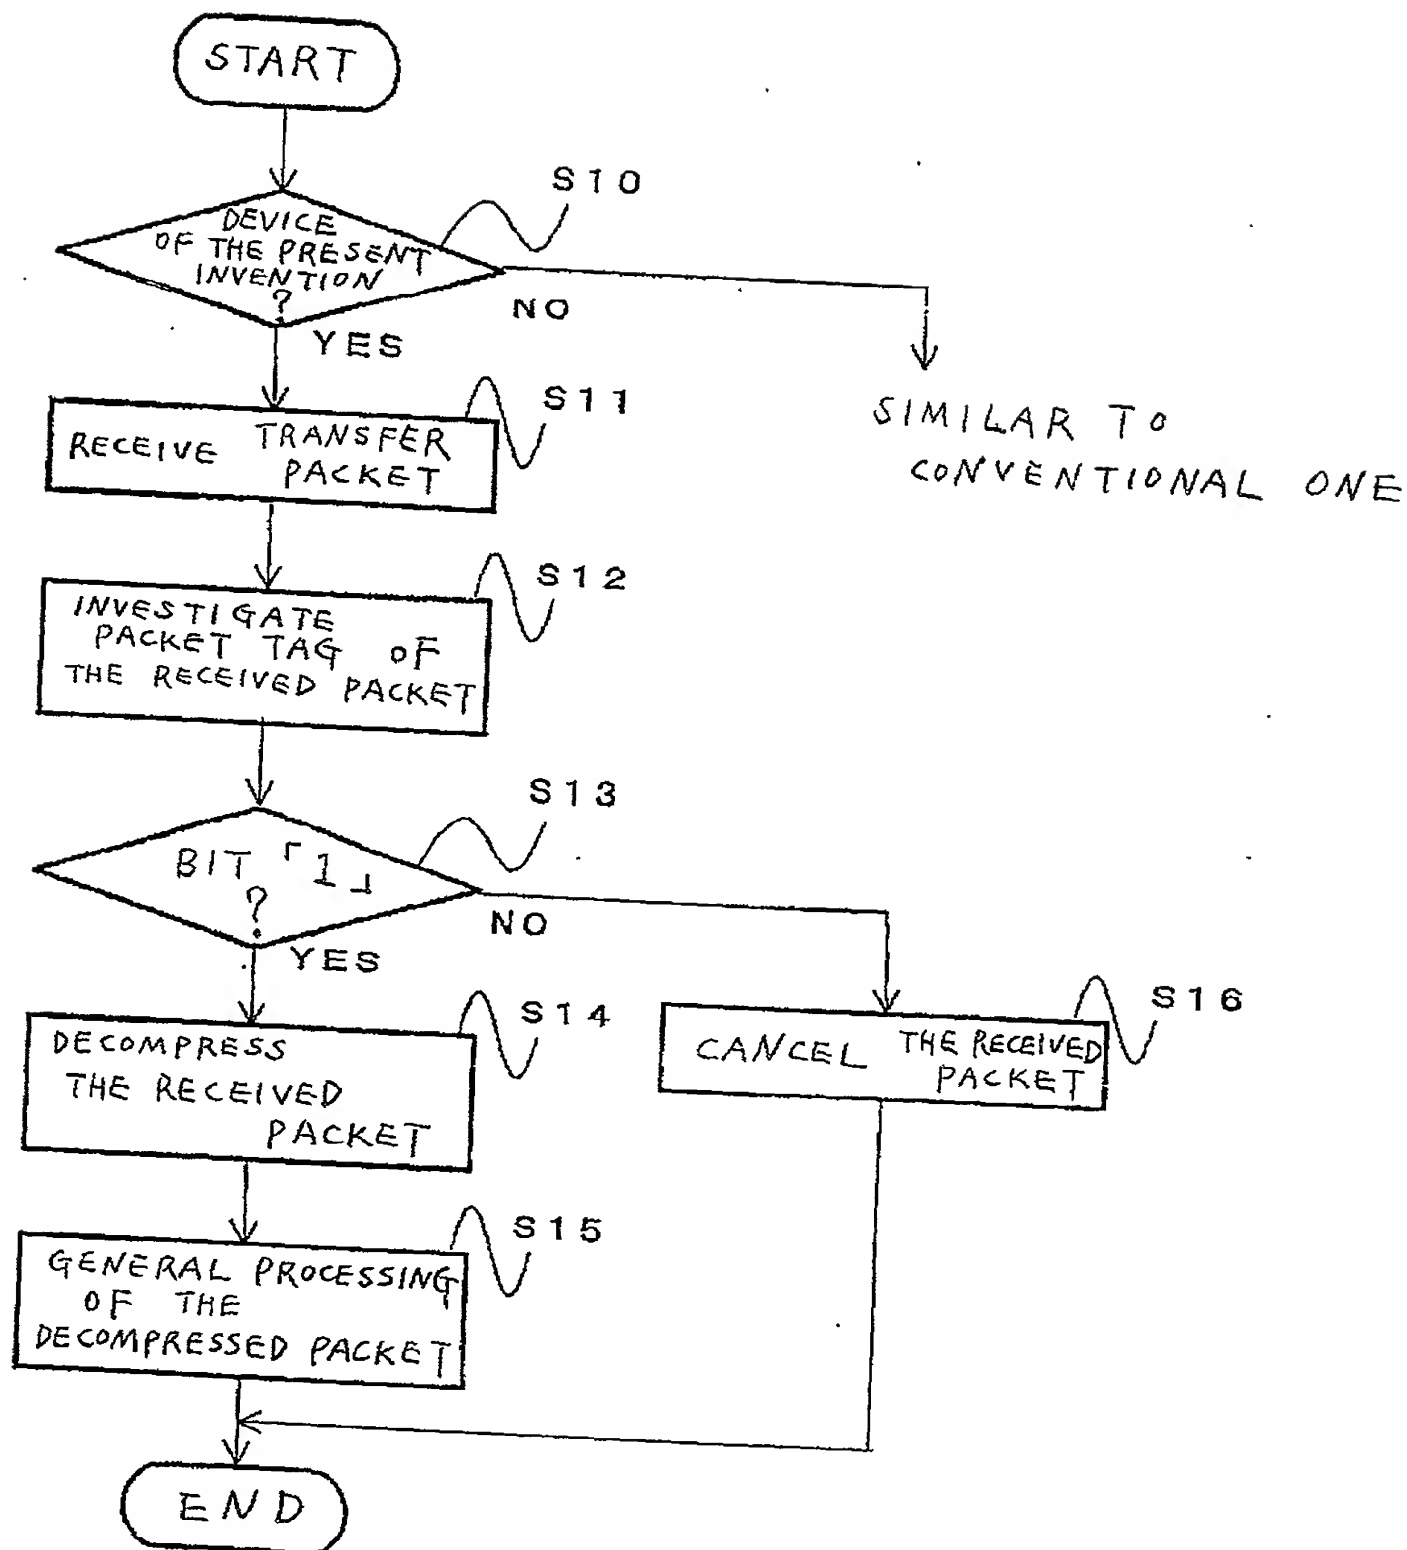 START
S10
DEVICE
OF THE PRESENT
INVENTION
?
NO
YES
S11
RECEIVE TRANSFER
PACKET
SIMILAR TO
CONVENTIONAL ONE
S12
INVESTIGATE
PACKET TAG OF
THE RECEIVED PACKET
S13
BIT「1」
?
NO
YES
S14
DECOMPRESS
THE RECEIVED
PACKET
S16
CANCEL THE RECEIVED
PACKET
S15
GENERAL PROCESSING
OF THE
DECOMPRESSED PACKET
END